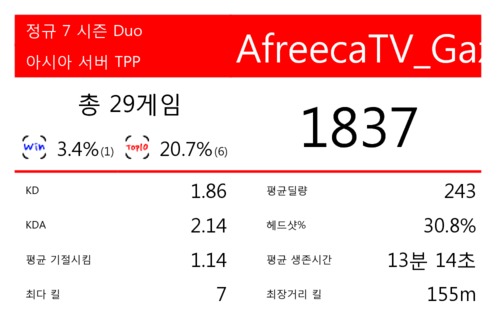 정규 7 시즌 Duo
아시아 서버 TPP
AfreecaTV_Ga
총 29게임
1837
Win 3.4%(1) Top10 20.7%(6)
KD 1.86
평균딜량 243
KDA 2.14
헤드샷% 30.8%
평균 기절시킴 1.14
평균 생존시간 13분 14초
최다 킬 7
최장거리 킬 155m